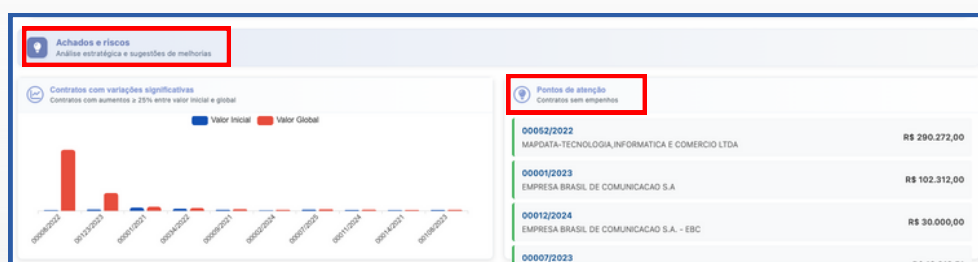 Achados e riscos
Análise estratégica e sugestões de melhorias
Contratos com variações significativas
Contratos com aumentos ≥ 25% entre valor inicial e global
Valor Inicial Valor Global
00008/2022 00123/2023 00001/2021 00034/2022 00009/2021 00002/2024 00007/2025 00011/2024 00014/2021 00108/2023
Pontos de atenção
Contratos sem empenhos
00052/2022
MAPDATA-TECNOLOGIA,INFORMATICA E COMERCIO LTDA
R$ 290.272,00
00001/2023
EMPRESA BRASIL DE COMUNICACAO S.A
R$ 102.312,00
00012/2024
EMPRESA BRASIL DE COMUNICACAO S.A. - EBC
R$ 30.000,00
00007/2023